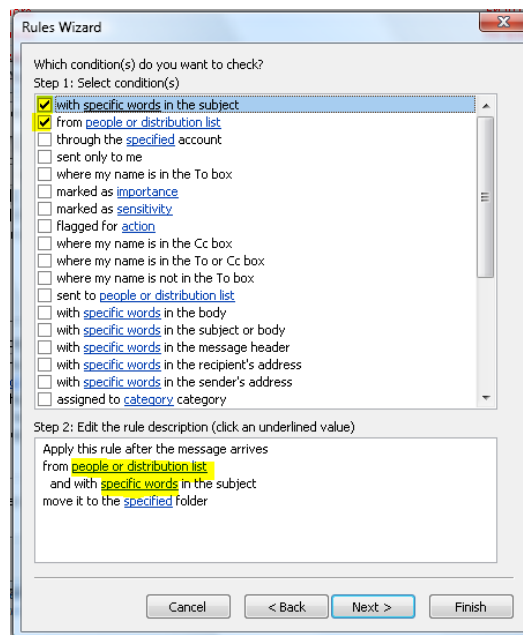 Rules Wizard
Which condition(s) do you want to check?
Step 1: Select condition(s)
with specific words in the subject
from people or distribution list
through the specified account
sent only to me
where my name is in the To box
marked as importance
marked as sensitivity
flagged for action
where my name is in the Cc box
where my name is in the To or Cc box
where my name is not in the To box
sent to people or distribution list
with specific words in the body
with specific words in the subject or body
with specific words in the message header
with specific words in the recipient's address
with specific words in the sender's address
assigned to category category
Step 2: Edit the rule description (click an underlined value)
Apply this rule after the message arrives
from people or distribution list
and with specific words in the subject
move it to the specified folder
Cancel < Back Next > Finish